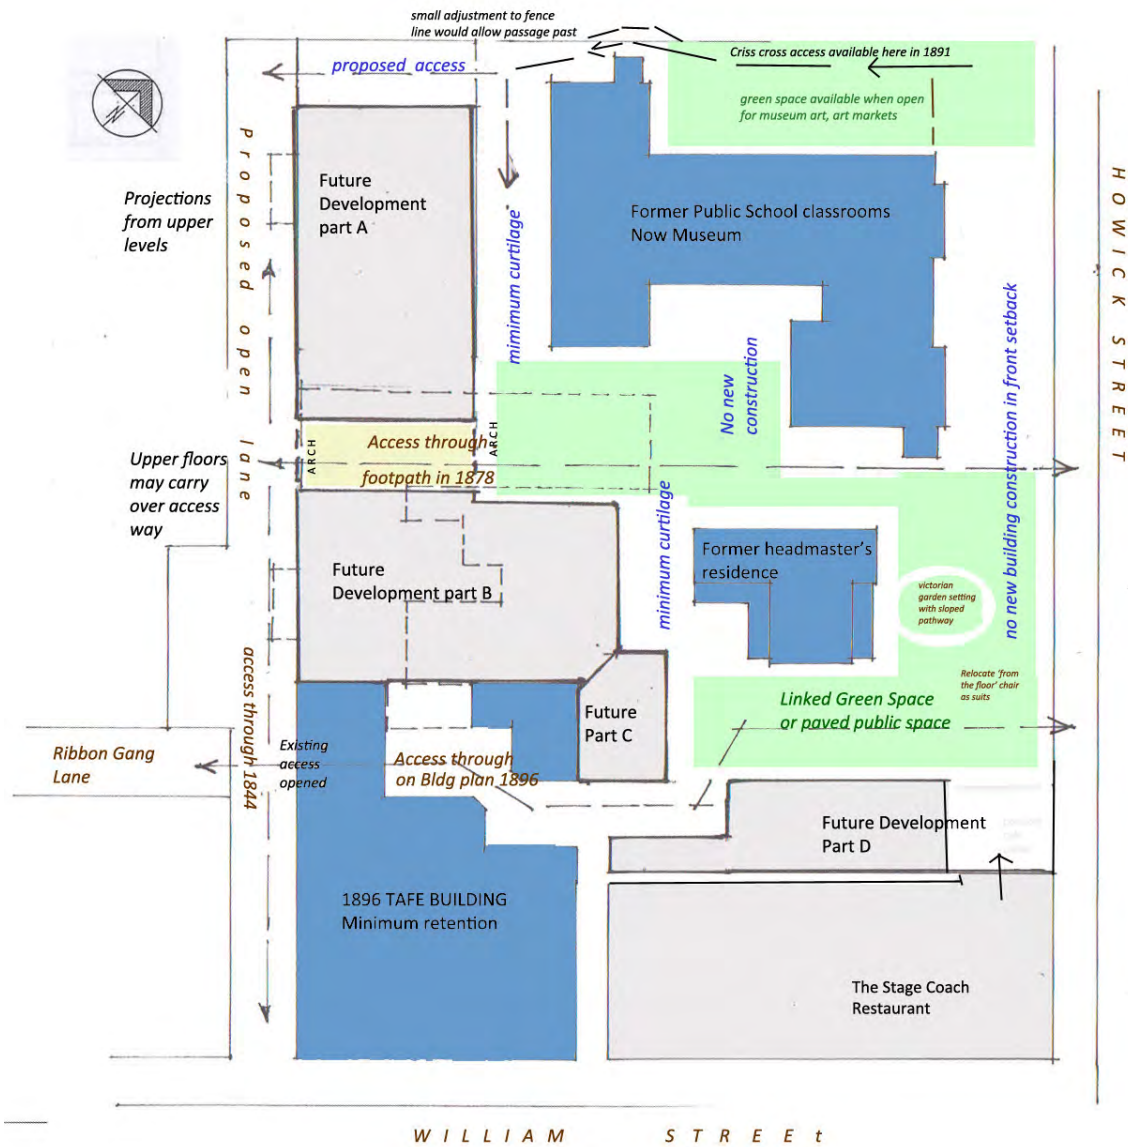 small adjustment to fence
line would allow passage past
Criss cross access available here in 1891
proposed access
green space available when open
for museum art, art markets
proposed open lane
HOWICK STREET
Projections
from upper
levels
Future
Development
part A
Former Public School classrooms
Now Museum
mimimum curtilage
no new building construction in front setback
No new
construction
ARCH
ARCH
Access through
footpath in 1878
Upper floors
may carry
over access
way
minimum curtilage
Former headmaster's
residence
Future
Development part B
victorian
garden setting
with sloped
pathway
Relocate 'from
the floor' chair
as suits
access through 1844
Linked Green Space
or paved public space
Future
Part C
Ribbon Gang
Lane
Existing
access
opened
Access through
on Bldg plan 1896
Future Development
Part D
1896 TAFE BUILDING
Minimum retention
The Stage Coach
Restaurant
WILLIAM STREEt